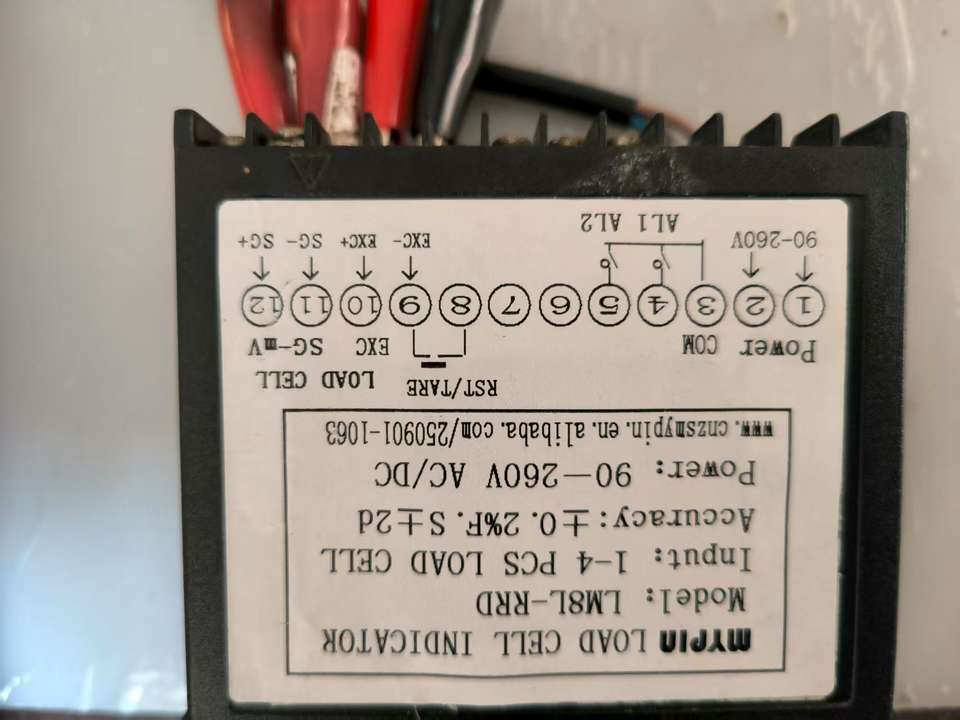 MYPIN LOAD CELL INDICATOR
Model: LM8L-RRD
Input: 1-4 PCS LOAD CELL
Accuracy: ±0.2%F.S±2d
Power: 90—260V AC/DC
www.cnzsmypin.en.alibaba.com/250901-1063
RST/TARE LOAD CELL
Power COM EXC SG-mV
1 2 3 4 5 6 7 8 9 10 11 12
90-260V EXC- EXC+ SG- SG+
AL1 AL2